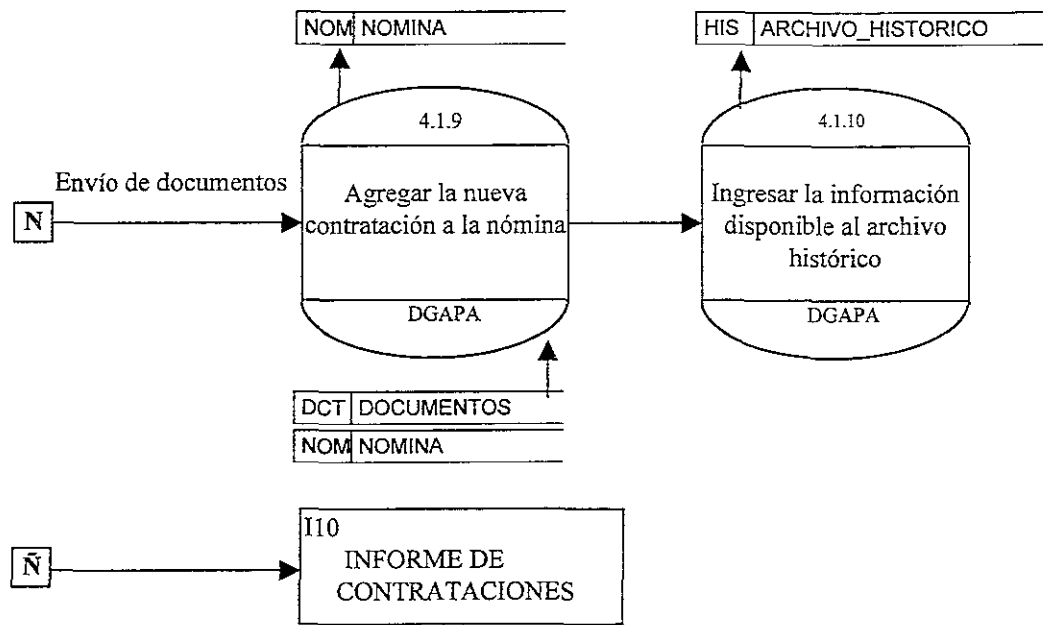 NOM NOMINA
HIS ARCHIVO_HISTORICO
4.1.9
4.1.10
Envío de documentos
N
Agregar la nueva
contratación a la nómina
Ingresar la información
disponible al archivo
histórico
DGAPA
DGAPA
DCT DOCUMENTOS
NOM NOMINA
Ñ
I10
INFORME DE
CONTRATACIONES